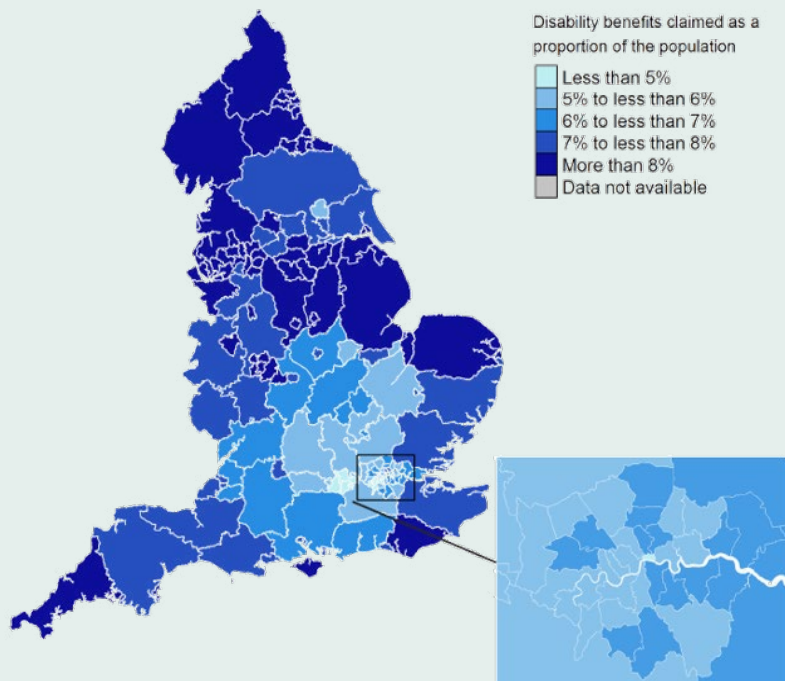 Disability benefits claimed as a
proportion of the population
Less than 5%
5% to less than 6%
6% to less than 7%
7% to less than 8%
More than 8%
Data not available